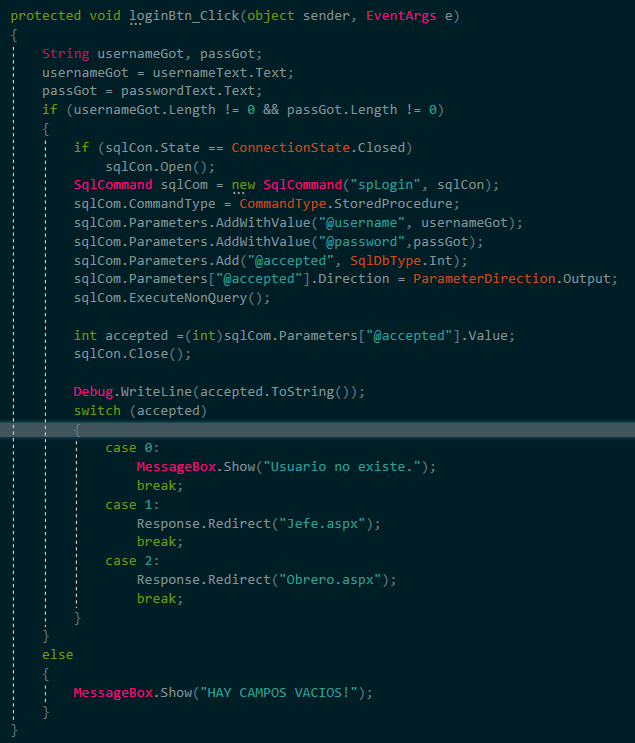 protected void loginBtn_Click(object sender, EventArgs e)
{
    String usernameGot, passGot;
    usernameGot = usernameText.Text;
    passGot = passwordText.Text;
    if (usernameGot.Length != 0 && passGot.Length != 0)
    {
        if (sqlCon.State == ConnectionState.Closed)
            sqlCon.Open();
        SqlCommand sqlCom = new SqlCommand("spLogin", sqlCon);
        sqlCom.CommandType = CommandType.StoredProcedure;
        sqlCom.Parameters.AddWithValue("@username", usernameGot);
        sqlCom.Parameters.AddWithValue("@password",passGot);
        sqlCom.Parameters.Add("@accepted", SqlDbType.Int);
        sqlCom.Parameters["@accepted"].Direction = ParameterDirection.Output;
        sqlCom.ExecuteNonQuery();

        int accepted =(int)sqlCom.Parameters["@accepted"].Value;
        sqlCon.Close();

        Debug.WriteLine(accepted.ToString());
        switch (accepted)
        {
            case 0:
                MessageBox.Show("Usuario no existe.");
                break;
            case 1:
                Response.Redirect("Jefe.aspx");
                break;
            case 2:
                Response.Redirect("Obrero.aspx");
                break;
        }
    }
    else
    {
        MessageBox.Show("HAY CAMPOS VACIOS!");
    }
}